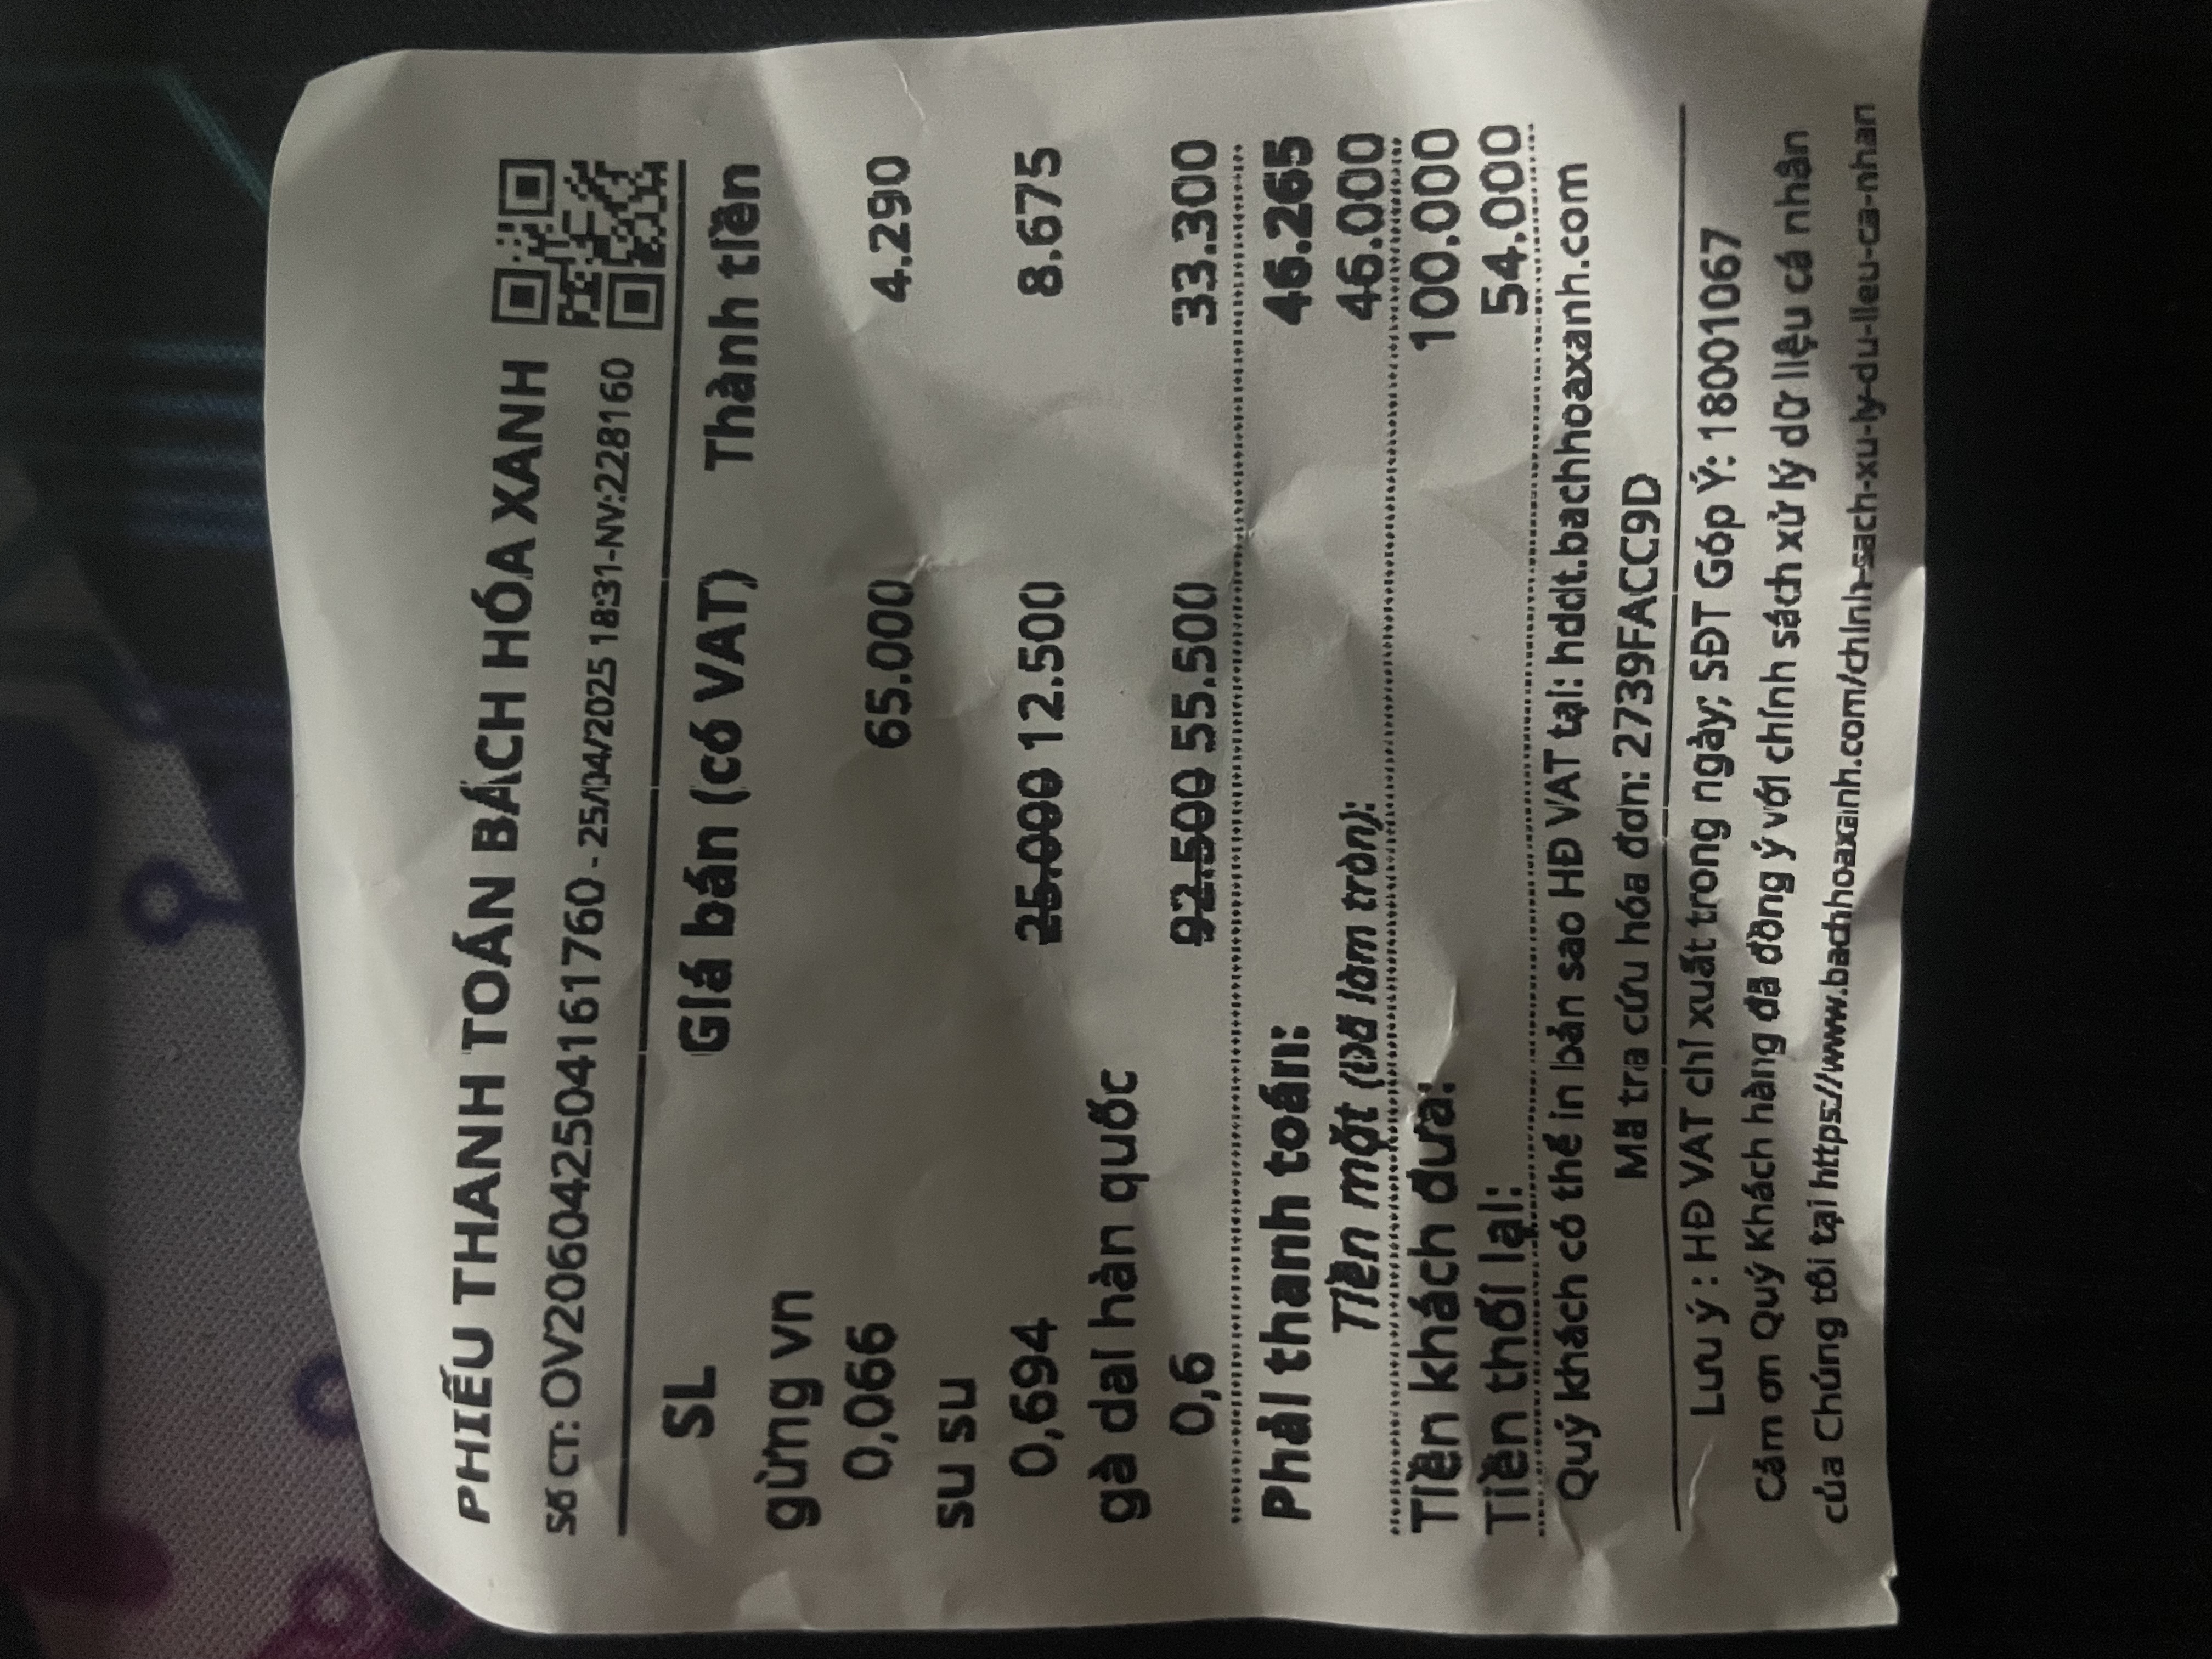 PHIẾU THANH TOÁN BÁCH HÓA XANH
Số CT: OV206042504161760 - 25/04/2025 18:31-NV:228160
SL Giá bán (có VAT) Thành tiền
gừng vn
0,066 65.000 4.290
su su
0,694 25.000 12.500 8.675
gà dai hàn quốc
0,6 92.500 55.500 33.300
Phải thanh toán: 46.265
Tiền mặt (Đã làm tròn): 46.000
Tiền khách đưa: 100.000
Tiền thối lại: 54.000
Quý khách có thể in bản sao HĐ VAT tại: hddt.bachhoaxanh.com
Mã tra cứu hóa đơn: 2739FACC9D
Lưu ý : HĐ VAT chỉ xuất trong ngày; SĐT Góp Ý: 18001067
Cảm ơn Quý Khách hàng đã đồng ý với chính sách xử lý dữ liệu cá nhân
của Chúng tôi tại https://www.bachhoaxanh.com/chinh-sach-xu-ly-du-lieu-ca-nhan